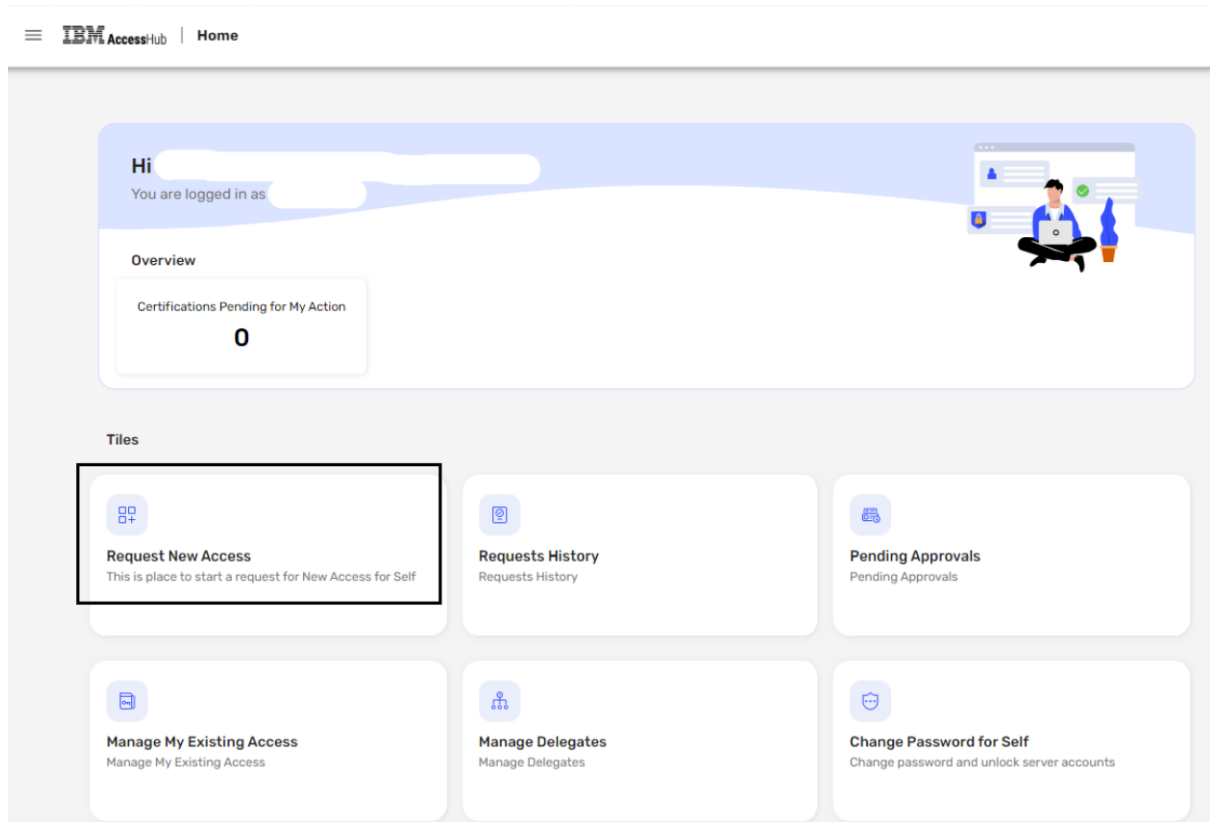 IBM AccessHub | Home
Hi
You are logged in as
Overview
Certifications Pending for My Action
0
Tiles
Request New Access
This is place to start a request for New Access for Self
Requests History
Requests History
Pending Approvals
Pending Approvals
Manage My Existing Access
Manage My Existing Access
Manage Delegates
Manage Delegates
Change Password for Self
Change password and unlock server accounts